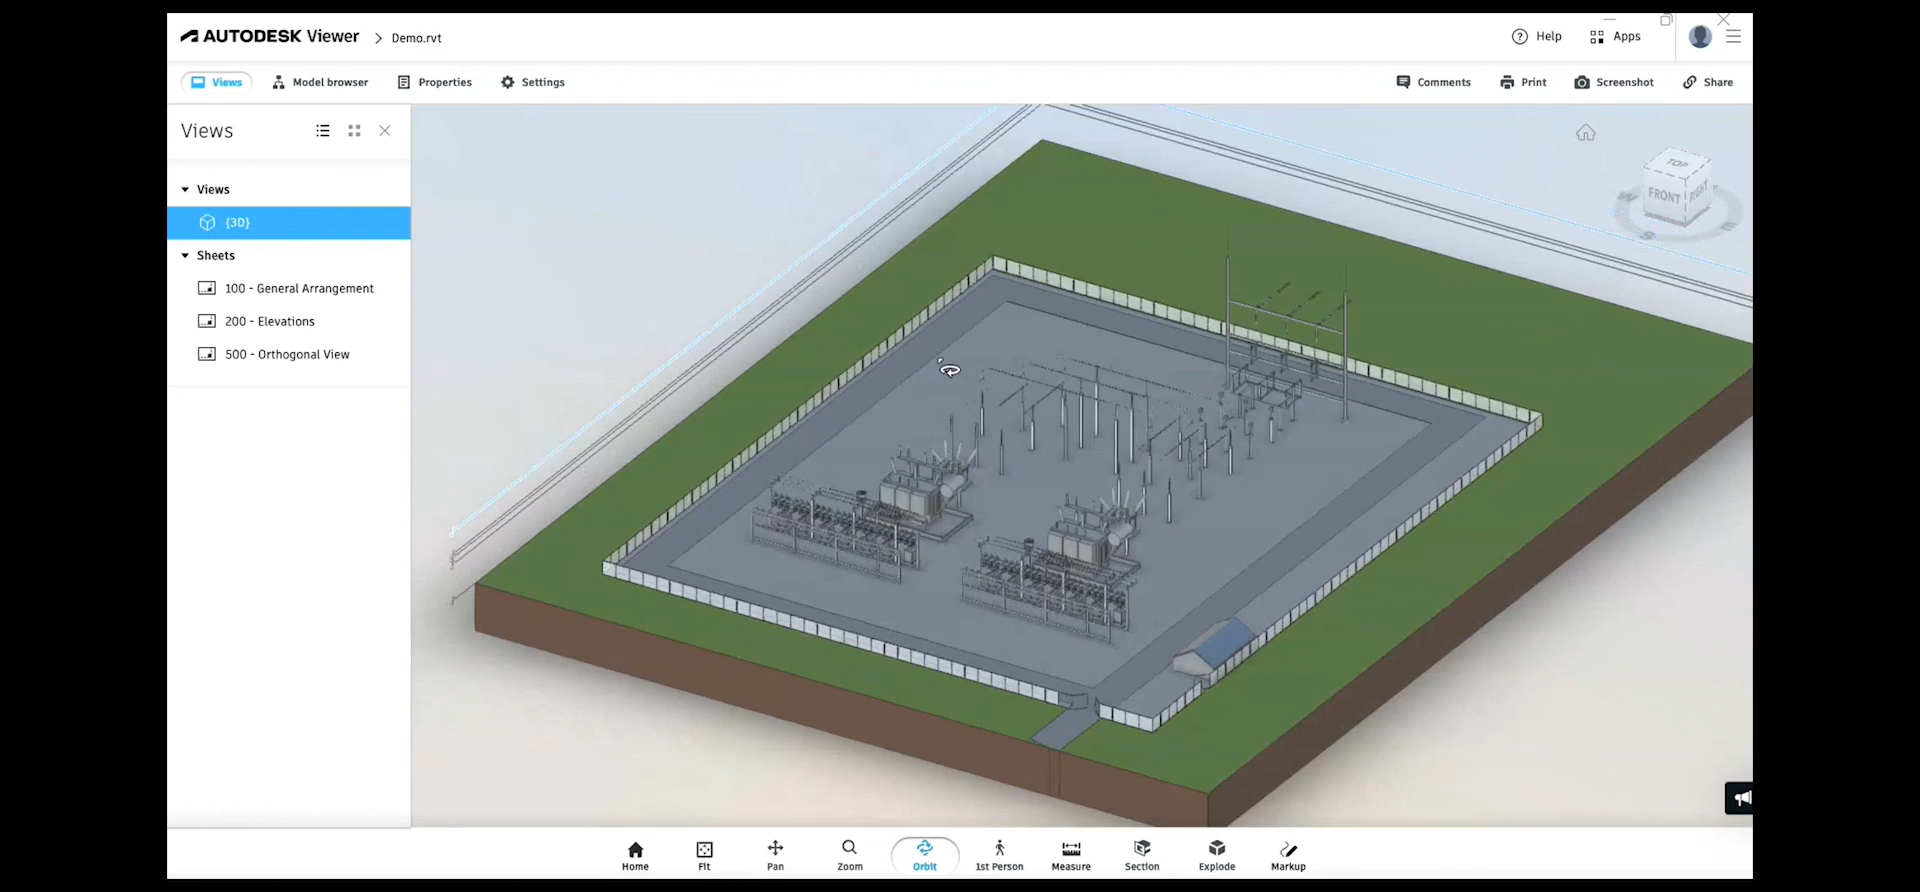 AUTODESK Viewer > Demo.rvt
Help
Apps
Views
Model browser
Properties
Settings
Comments
Print
Screenshot
Share
Views
Views
{3D}
Sheets
100 - General Arrangement
200 - Elevations
500 - Orthogonal View
TOP
FRONT
RIGHT
W
S
E
Home
Fit
Pan
Zoom
Orbit
1st Person
Measure
Section
Explode
Markup